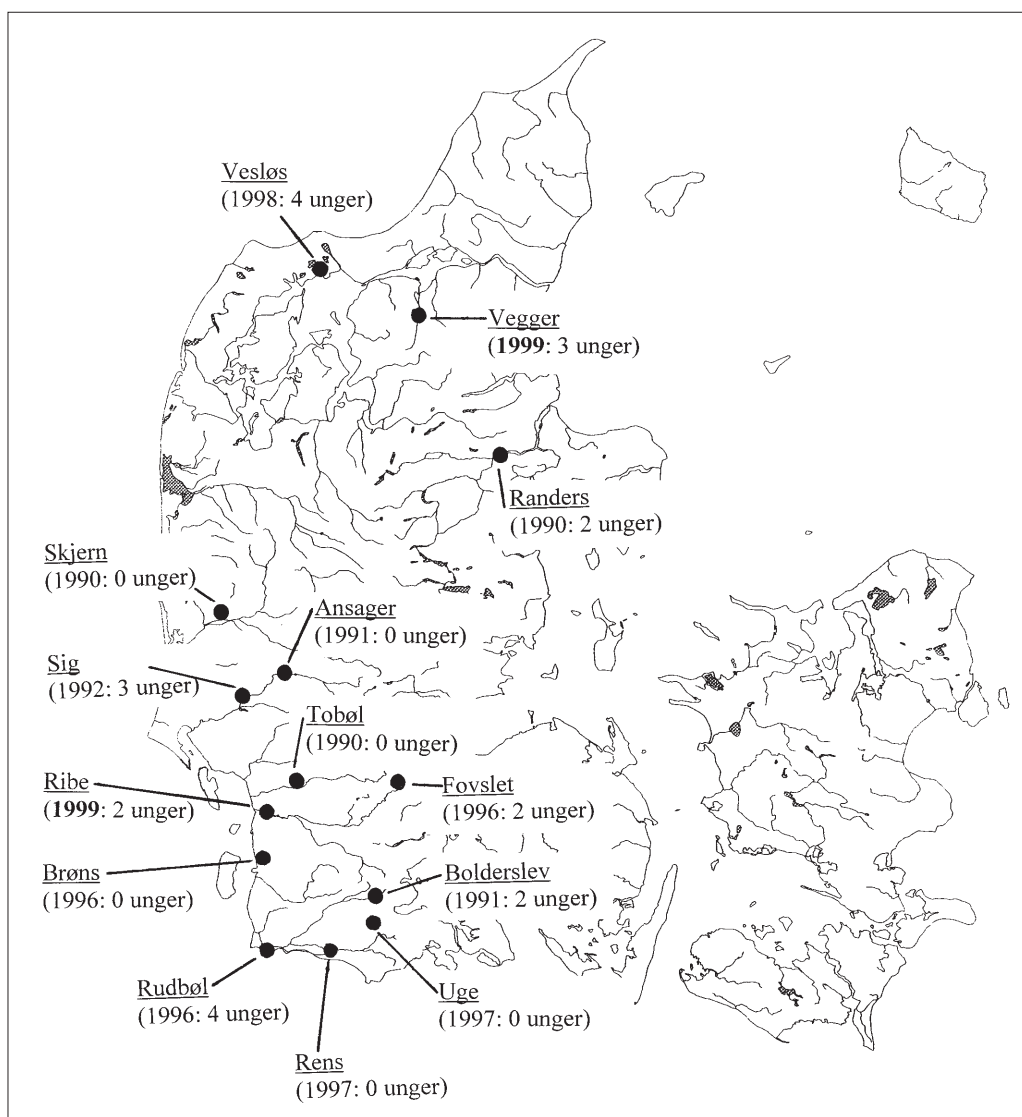 Vesløs
(1998: 4 unger)
Vegger
(1999: 3 unger)
Randers
(1990: 2 unger)
Skjern
(1990: 0 unger)
Ansager
(1991: 0 unger)
Sig
(1992: 3 unger)
Tobøl
(1990: 0 unger)
Ribe
(1999: 2 unger)
Fovslet
(1996: 2 unger)
Brøns
(1996: 0 unger)
Bolderslev
(1991: 2 unger)
Rudbøl
(1996: 4 unger)
Uge
(1997: 0 unger)
Rens
(1997: 0 unger)